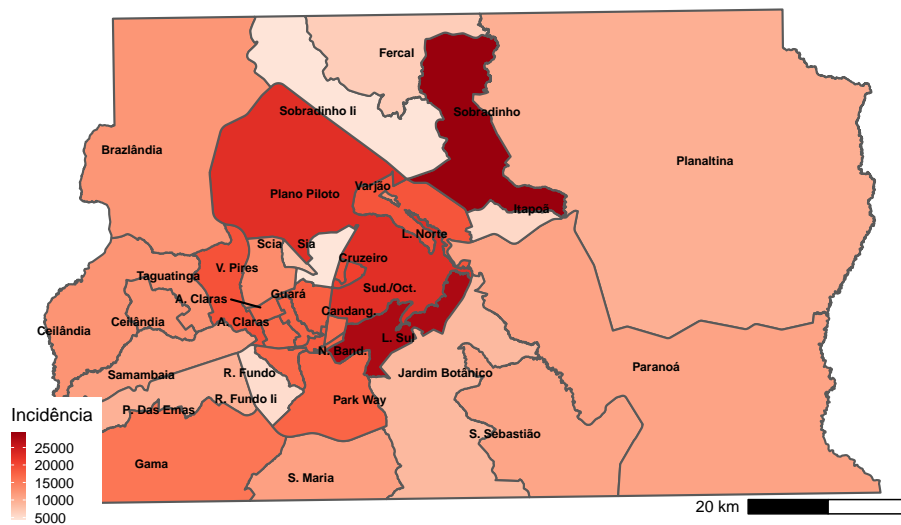 Fercal
Sobradinho Ii
Sobradinho
Brazlândia
Planaltina
Varjão
Plano Piloto
Itapoã
L. Norte
Scia
Sia
Cruzeiro
V. Pires
Taguatinga
Sud./Oct.
Guará
A. Claras
Candang.
Ceilândia
Ceilândia
A. Claras
L. Sul
N. Band.
Paranoá
R. Fundo
Jardim Botânico
Samambaia
R. Fundo Ii
Park Way
P. Das Emas
S. Sebastião
Gama
S. Maria
Incidência
25000
20000
15000
10000
5000
20 km